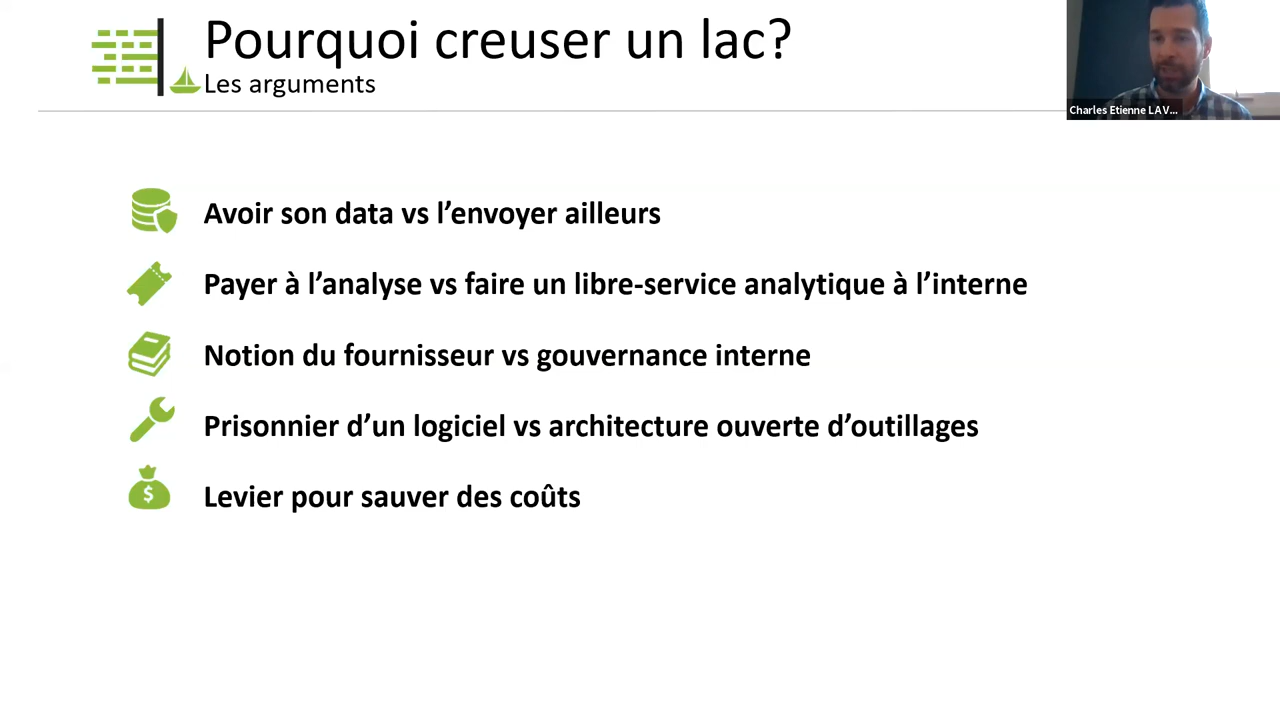 Pourquoi creuser un lac?
Les arguments
Charles Etienne LAV...
Avoir son data vs l’envoyer ailleurs
Payer à l’analyse vs faire un libre-service analytique à l’interne
Notion du fournisseur vs gouvernance interne
Prisonnier d’un logiciel vs architecture ouverte d’outillages
$
Levier pour sauver des coûts